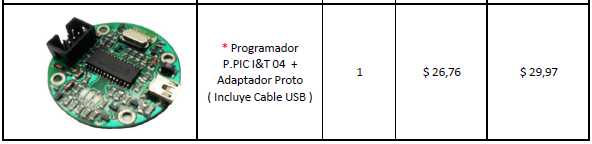 * Programador
P.PIC I&T 04 +
Adaptador Proto
( Incluye Cable USB )
1
$ 26,76
$ 29,97